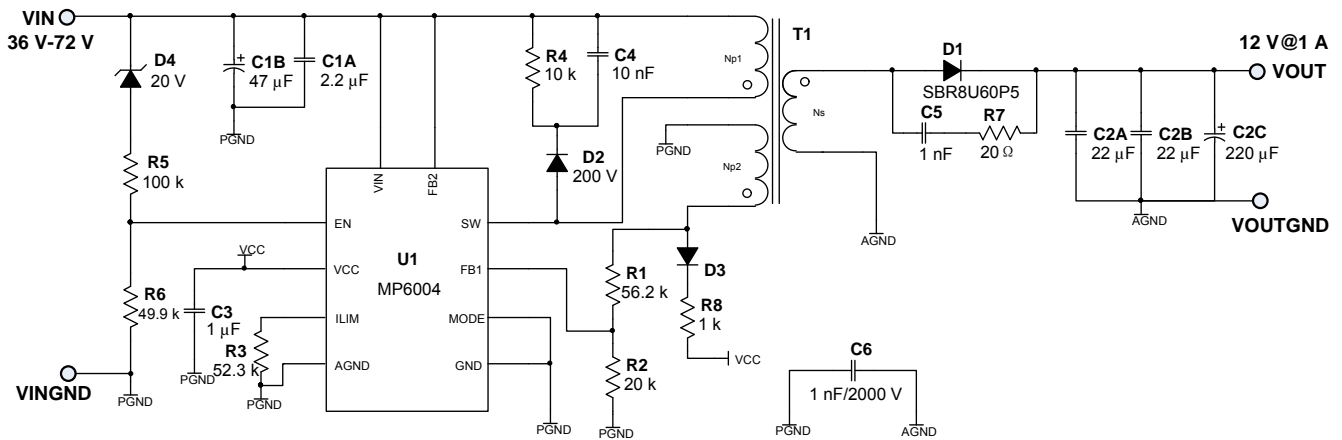 VIN
36 V-72 V
D4
20 V
C1B
47 μF
C1A
2.2 μF
PGND
R4
10 k
C4
10 nF
Np1
T1
D1
SBR8U60P5
12 V@1 A
VOUT
C5
1 nF
R7
20 Ω
Ns
C2A
22 μF
C2B
22 μF
C2C
220 μF
AGND
VOUTGND
R5
100 k
D2
200 V
PGND
Np2
AGND
VIN
FB2
EN
SW
VCC
VCC
U1
MP6004
FB1
R1
56.2 k
D3
R6
49.9 k
C3
1 μF
ILIM
MODE
R8
1 k
VCC
R3
52.3 k
AGND
GND
R2
20 k
C6
1 nF/2000 V
VINGND
PGND
PGND
PGND
PGND
PGND
PGND
AGND